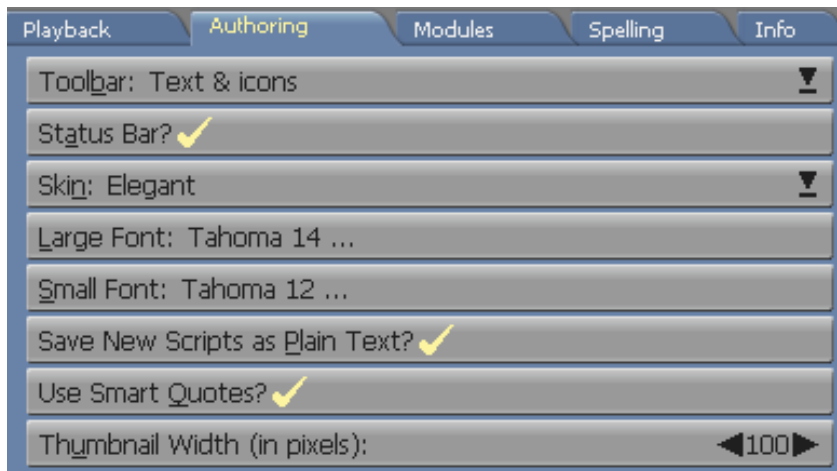 Playback Authoring Modules Spelling Info
Toolbar: Text & icons
Status Bar?
Skin: Elegant
Large Font: Tahoma 14 ...
Small Font: Tahoma 12 ...
Save New Scripts as Plain Text?
Use Smart Quotes?
Thumbnail Width (in pixels): 100